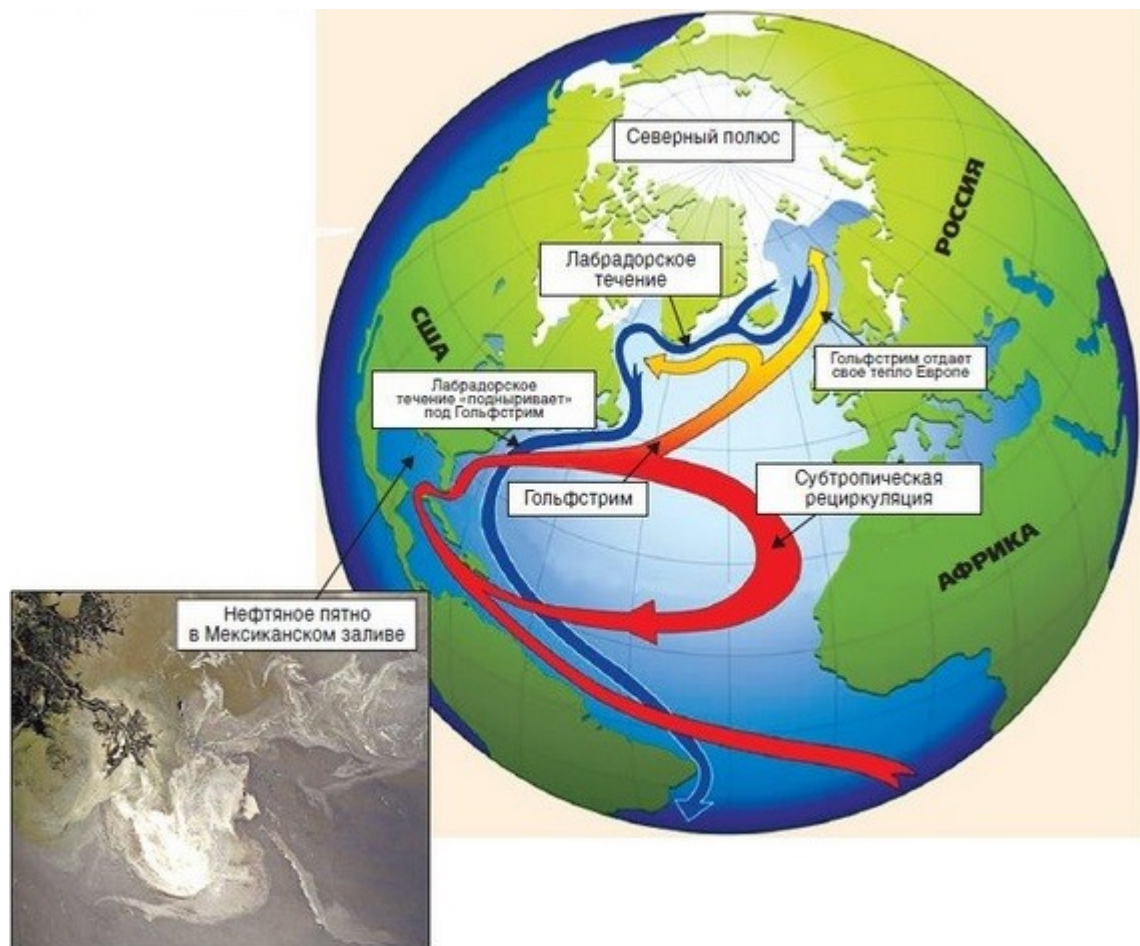 Северный полюс
РОССИЯ
Лабрадорское
течение
США
Гольфстрим отдает
свое тепло Европе
Лабрадорское
течение «подныривает»
под Гольфстрим
Субтропическая
рециркуляция
Гольфстрим
АФРИКА
Нефтяное пятно
в Мексиканском заливе